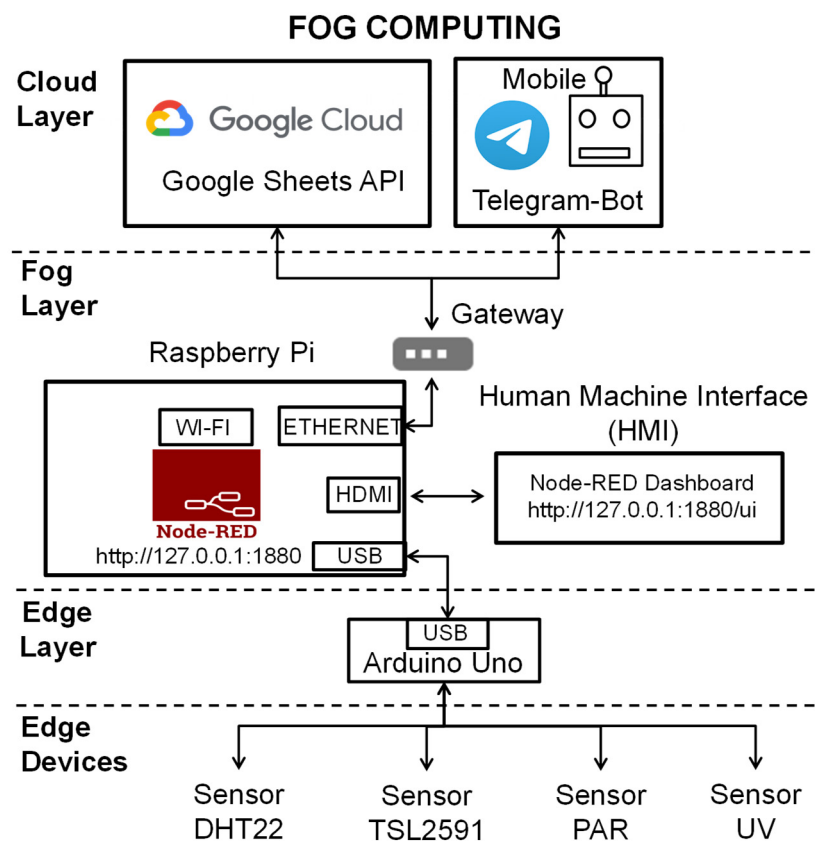 FOG COMPUTING
Cloud
Layer
Google Cloud
Google Sheets API
Mobile
Telegram-Bot
Fog
Layer
Gateway
Raspberry Pi
WI-FI
ETHERNET
Node-RED
http://127.0.0.1:1880
HDMI
USB
Human Machine Interface
(HMI)
Node-RED Dashboard
http://127.0.0.1:1880/ui
Edge
Layer
USB
Arduino Uno
Edge
Devices
Sensor
DHT22
Sensor
TSL2591
Sensor
PAR
Sensor
UV